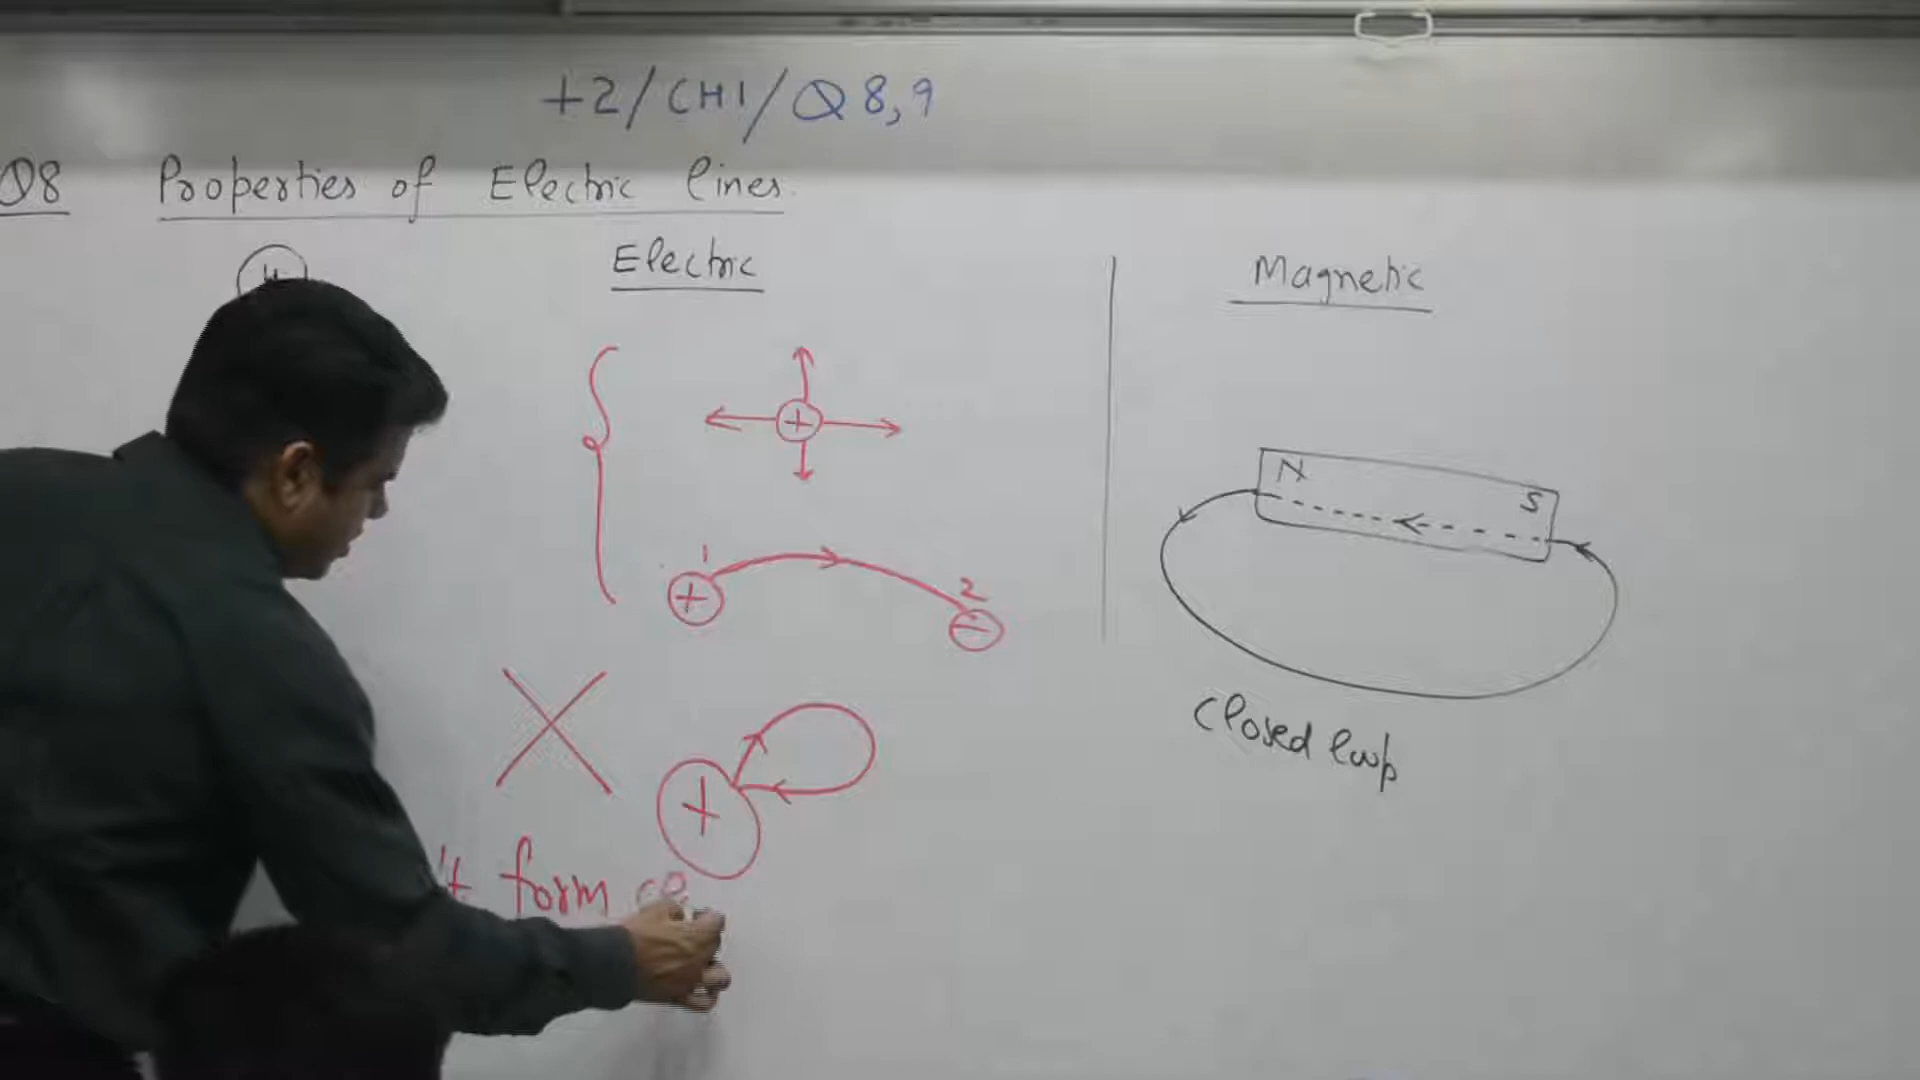 +2/CH1/Q8,9
Q8 Properties of Electric lines.
Electric
Magnetic
+
N
S
1
2
+
-
+
closed loop
't form